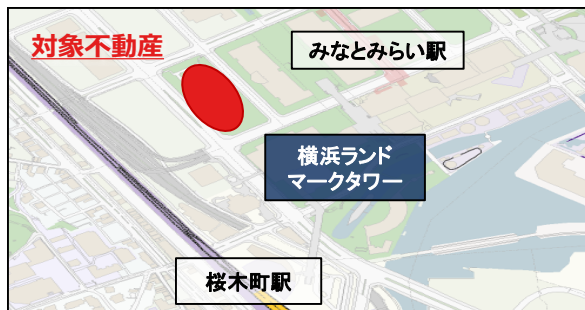 対象不動産
みなとみらい駅
横浜ランド
マークタワー
桜木町駅